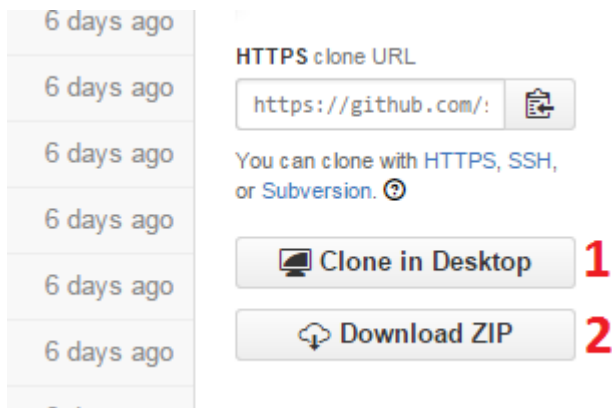 6 days ago
6 days ago
6 days ago
6 days ago
6 days ago
6 days ago
HTTPS clone URL
https://github.com/
You can clone with HTTPS, SSH,
or Subversion.
Clone in Desktop 1
Download ZIP 2